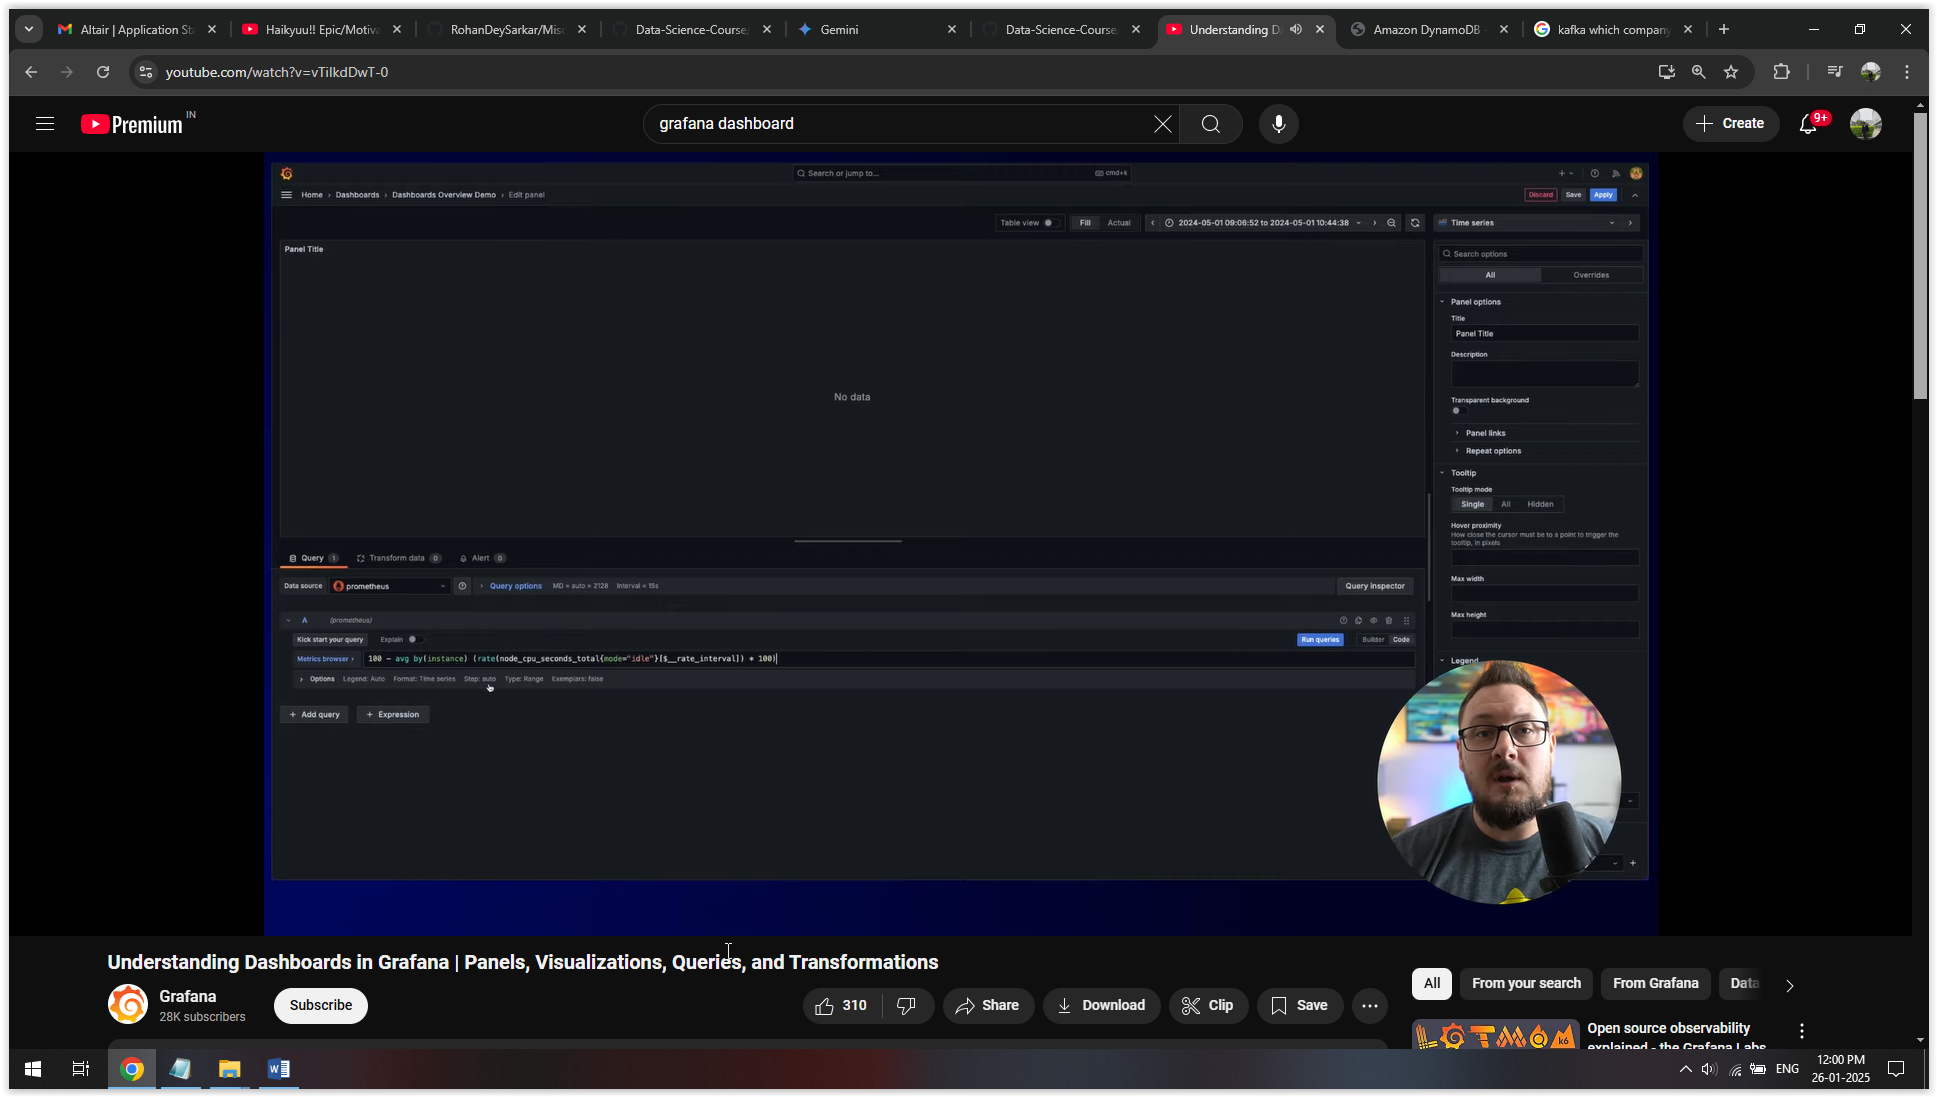 Altair | Application St
Haikyuu!! Epic/Motiva
RohanDeySarkar/Misc
Data-Science-Course/
Gemini
Data-Science-Course/
Understanding D
Amazon DynamoDB
kafka which company
youtube.com/watch?v=vTiIkdDwT-0
Premium IN
grafana dashboard
Create
9+
Search or jump to...
cmd+k
Home › Dashboards › Dashboards Overview Demo › Edit panel
Discard Save Apply
Table view Fill Actual 2024-05-01 09:06:52 to 2024-05-01 10:44:38 Time series
Panel Title
No data
Search options
All Overrides
Panel options
Title
Panel Title
Description
Transparent background
Panel links
Repeat options
Tooltip
Tooltip mode
Single All Hidden
Hover proximity
How close the cursor must be to a point to trigger the
tooltip, in pixels
Max width
Max height
Legend
Query 1 Transform data 0 Alert 0
Data source prometheus Query options MD = auto = 2128 Interval = 15s Query inspector
A (prometheus)
Kick start your query Explain Run queries Builder Code
Metrics browser › 100 - avg by(instance) (rate(node_cpu_seconds_total{mode="idle"}[$__rate_interval]) * 100)
Options Legend: Auto Format: Time series Step: auto Type: Range Exemplars: false
+ Add query + Expression
Understanding Dashboards in Grafana | Panels, Visualizations, Queries, and Transformations
Grafana
28K subscribers
Subscribe
310
Share
Download
Clip
Save
All From your search From Grafana Data
Open source observability
explained - the Grafana Labs
k6
ENG
12:00 PM
26-01-2025